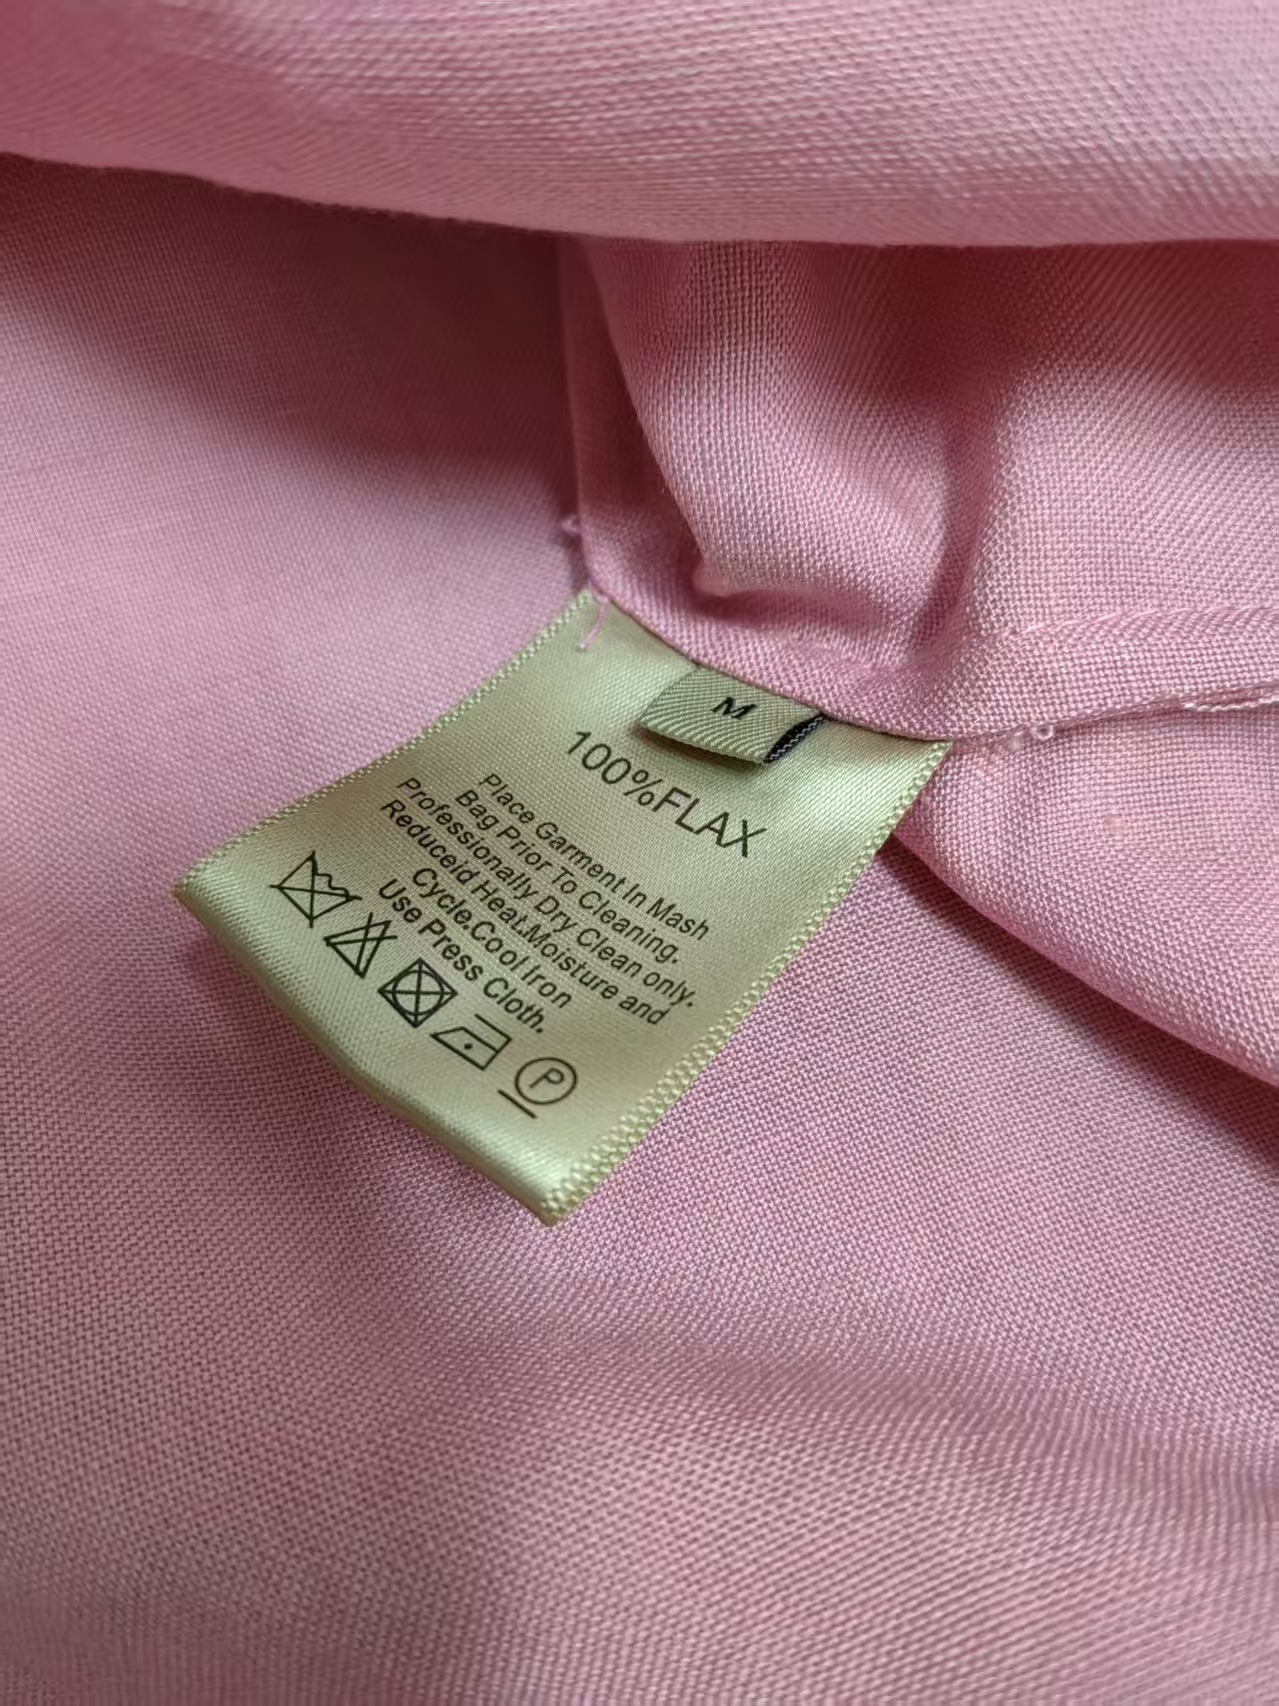 M
100%FLAX
Place Garment In Mash
Bag Prior To Cleaning.
Professionally Dry Clean only.
Reduceid Heat.Moisture and
Cycle.Cool Iron
Use Press Cloth.
P